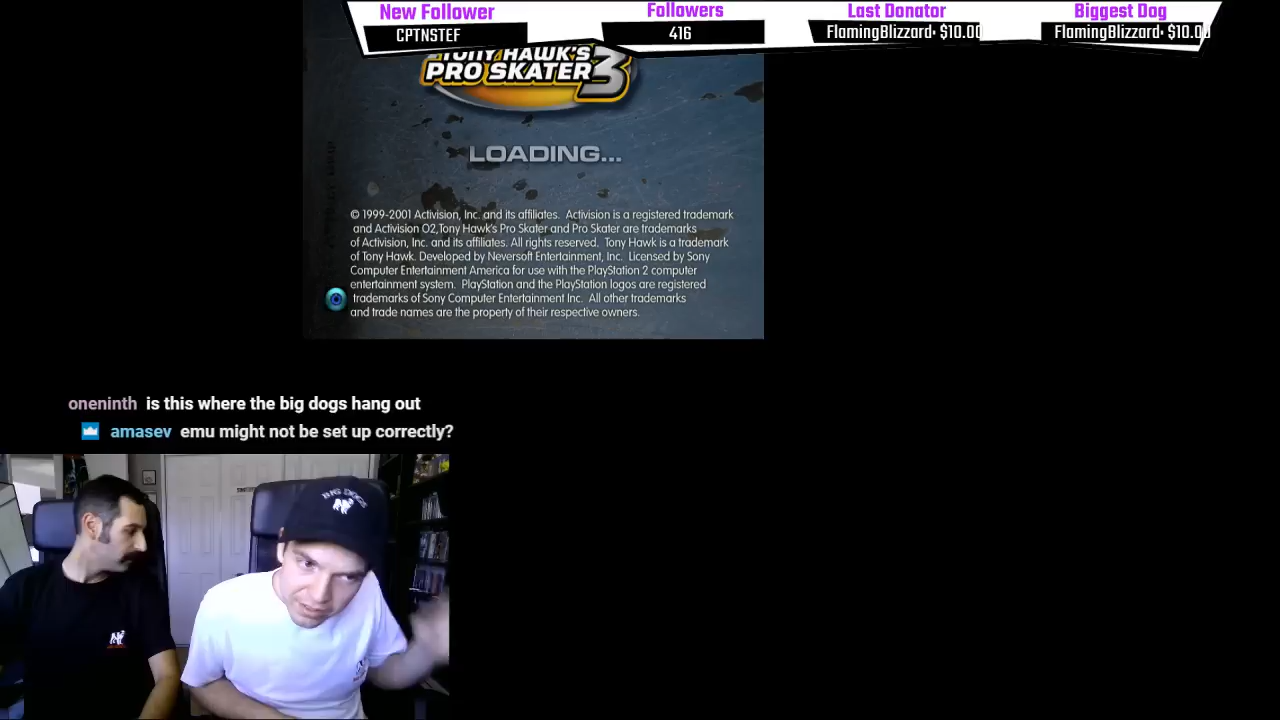 New Follower
Followers
Last Donator
Biggest Dog
CPTNSTEF
416
FlamingBlizzard: $10.00
FlamingBlizzard: $10.00
TONY HAWK'S
PRO SKATER 3
LOADING...
© 1999-2001 Activision, Inc. and its affiliates. Activision is a registered trademark
and Activision O2,Tony Hawk's Pro Skater and Pro Skater are trademarks
of Activision, Inc. and its affiliates. All rights reserved. Tony Hawk is a trademark
of Tony Hawk. Developed by Neversoft Entertainment, Inc. Licensed by Sony
Computer Entertainment America for use with the PlayStation 2 computer
entertainment system. PlayStation and the PlayStation logos are registered
trademarks of Sony Computer Entertainment Inc. All other trademarks
and trade names are the property of their respective owners.
oneninth is this where the big dogs hang out
amasev emu might not be set up correctly?
BIG DOGS